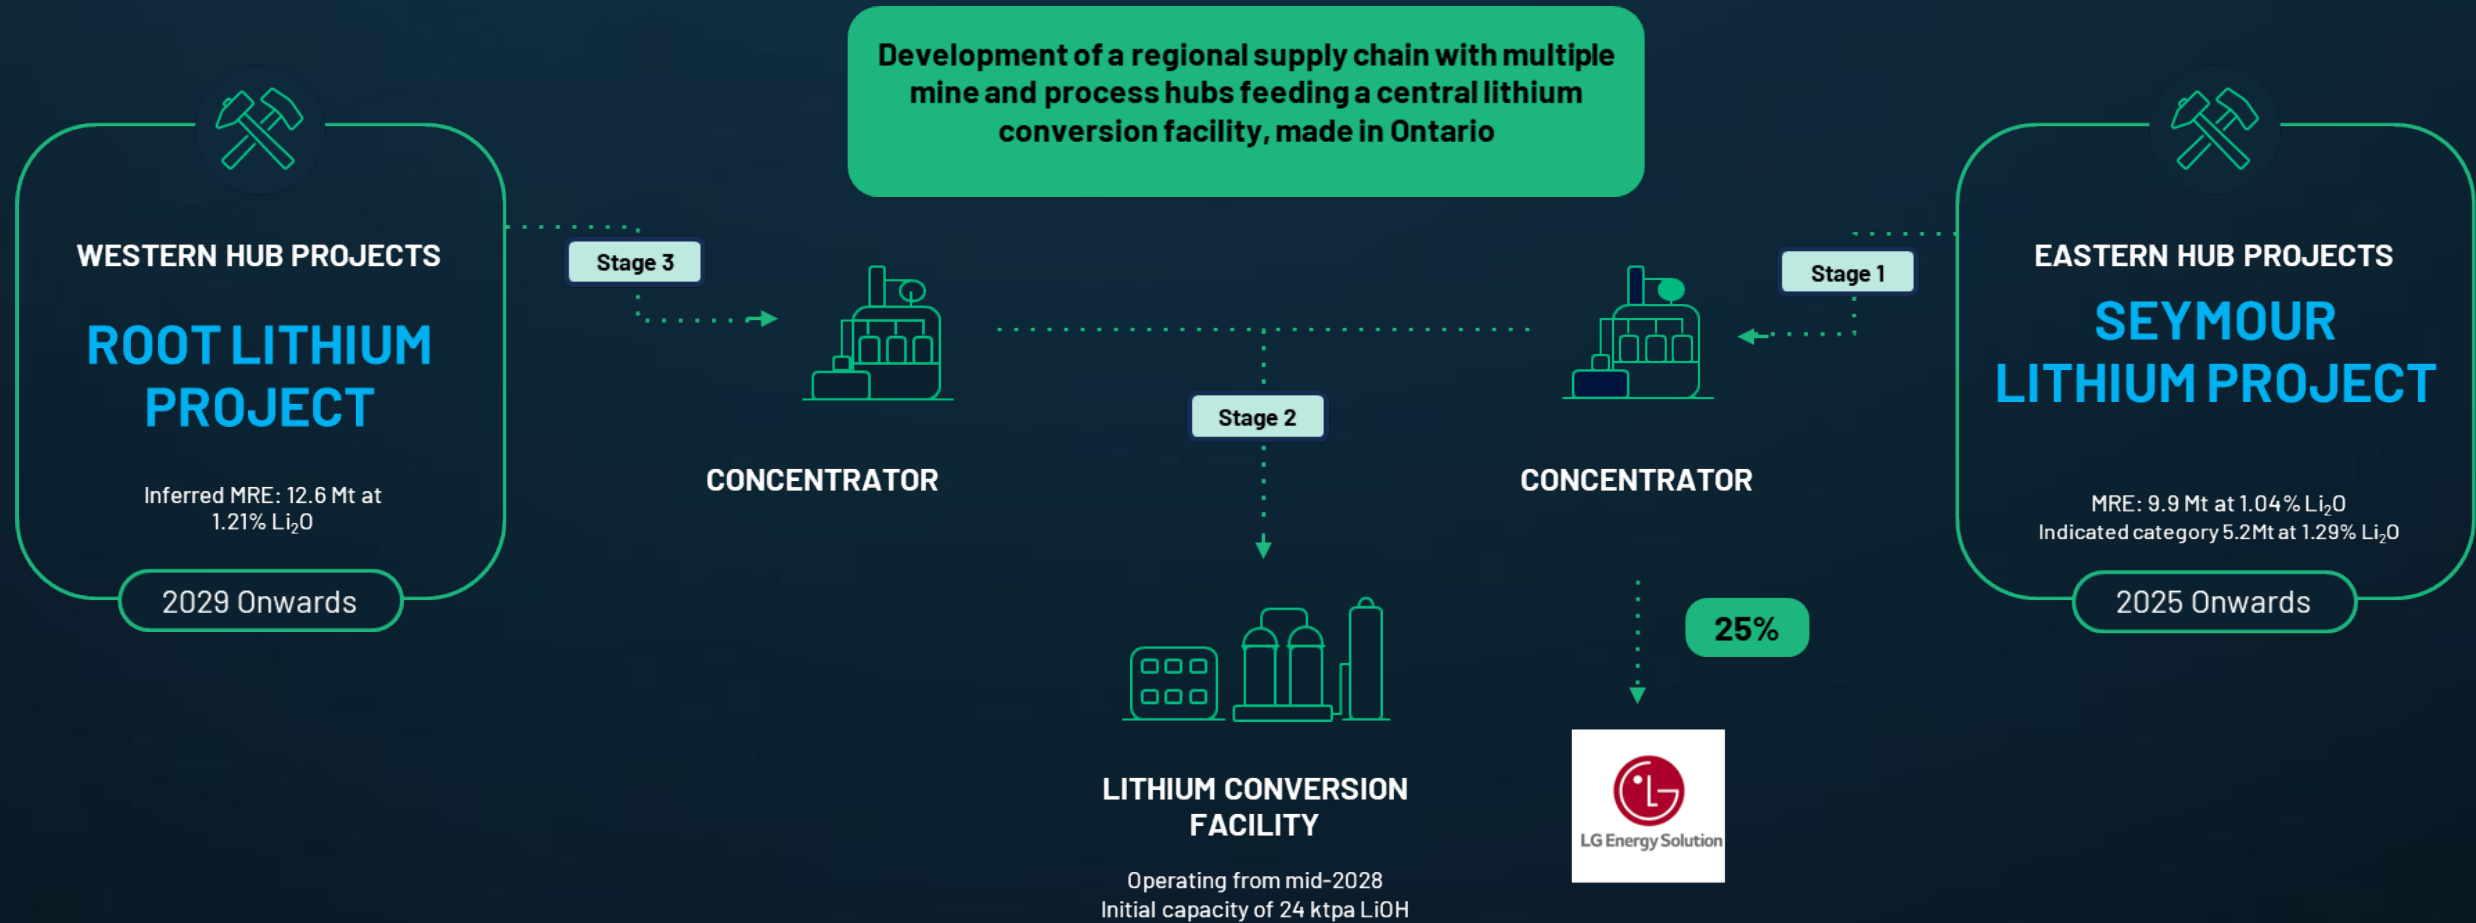 Development of a regional supply chain with multiple
mine and process hubs feeding a central lithium
conversion facility, made in Ontario
WESTERN HUB PROJECTS
ROOT LITHIUM
PROJECT
Inferred MRE: 12.6 Mt at
1.21% Li₂O
2029 Onwards
Stage 3
CONCENTRATOR
Stage 2
LITHIUM CONVERSION
FACILITY
Operating from mid-2028
Initial capacity of 24 ktpa LiOH
Stage 1
CONCENTRATOR
25%
LG Energy Solution
EASTERN HUB PROJECTS
SEYMOUR
LITHIUM PROJECT
MRE: 9.9 Mt at 1.04% Li₂O
Indicated category 5.2Mt at 1.29% Li₂O
2025 Onwards